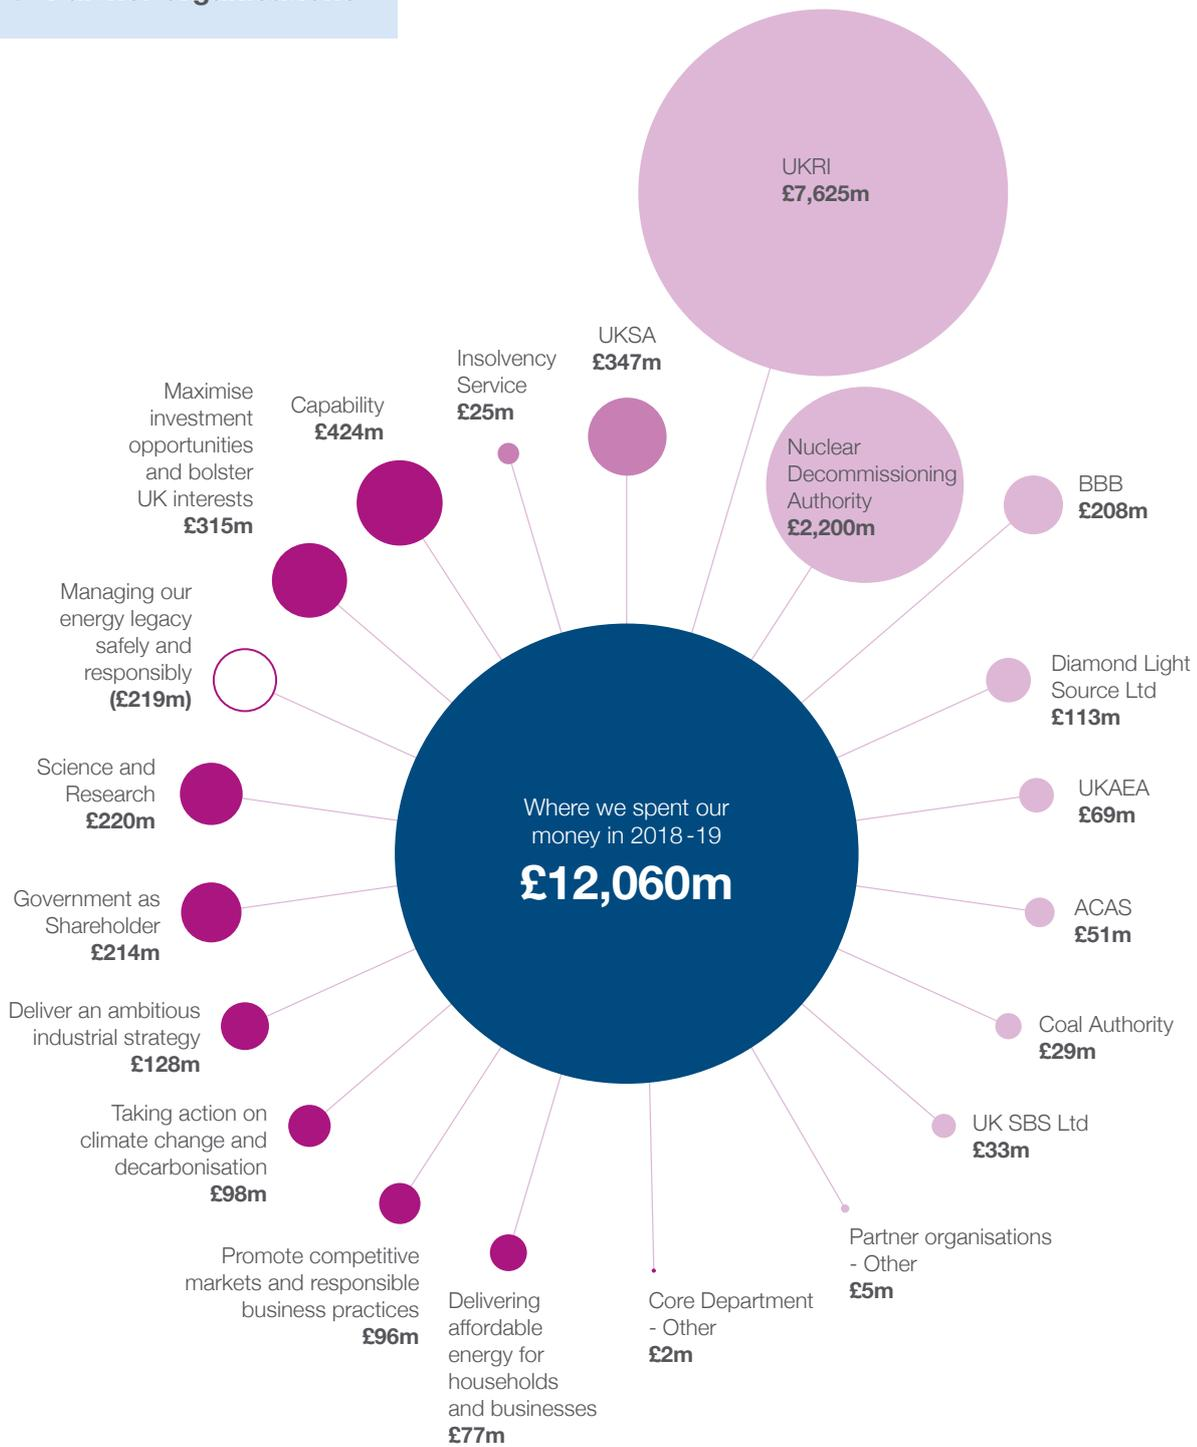 UKRI
£7,625m
UKSA
£347m
Insolvency
Service
£25m
Capability
£424m
Maximise
investment
opportunities
and bolster
UK interests
£315m
Managing our
energy legacy
safely and
responsibly
(£219m)
Science and
Research
£220m
Government as
Shareholder
£214m
Deliver an ambitious
industrial strategy
£128m
Taking action on
climate change and
decarbonisation
£98m
Promote competitive
markets and responsible
business practices
£96m
Delivering
affordable
energy for
households
and businesses
£77m
Core Department
- Other
£2m
Partner organisations
- Other
£5m
UK SBS Ltd
£33m
Coal Authority
£29m
ACAS
£51m
UKAEA
£69m
Diamond Light
Source Ltd
£113m
BBB
£208m
Nuclear
Decommissioning
Authority
£2,200m
Where we spent our
money in 2018-19
£12,060m